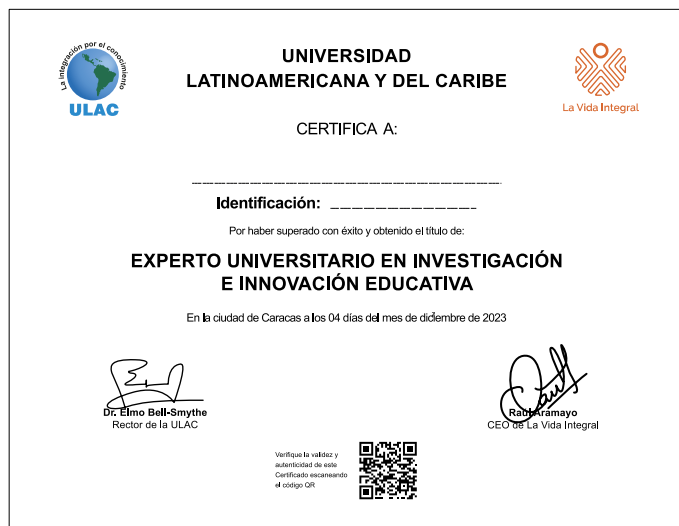 La integración por el conocimiento
ULAC
UNIVERSIDAD
LATINOAMERICANA Y DEL CARIBE
La Vida Integral
CERTIFICA A:
Identificación: ______________
Por haber superado con éxito y obtenido el título de:
EXPERTO UNIVERSITARIO EN INVESTIGACIÓN
E INNOVACIÓN EDUCATIVA
En la ciudad de Caracas a los 04 días del mes de diciembre de 2023
Dr. Elmo Bell-Smythe
Rector de la ULAC
Raúl Aramayo
CEO de La Vida Integral
Verifique la validez y
autenticidad de este
Certificado escaneando
el código QR